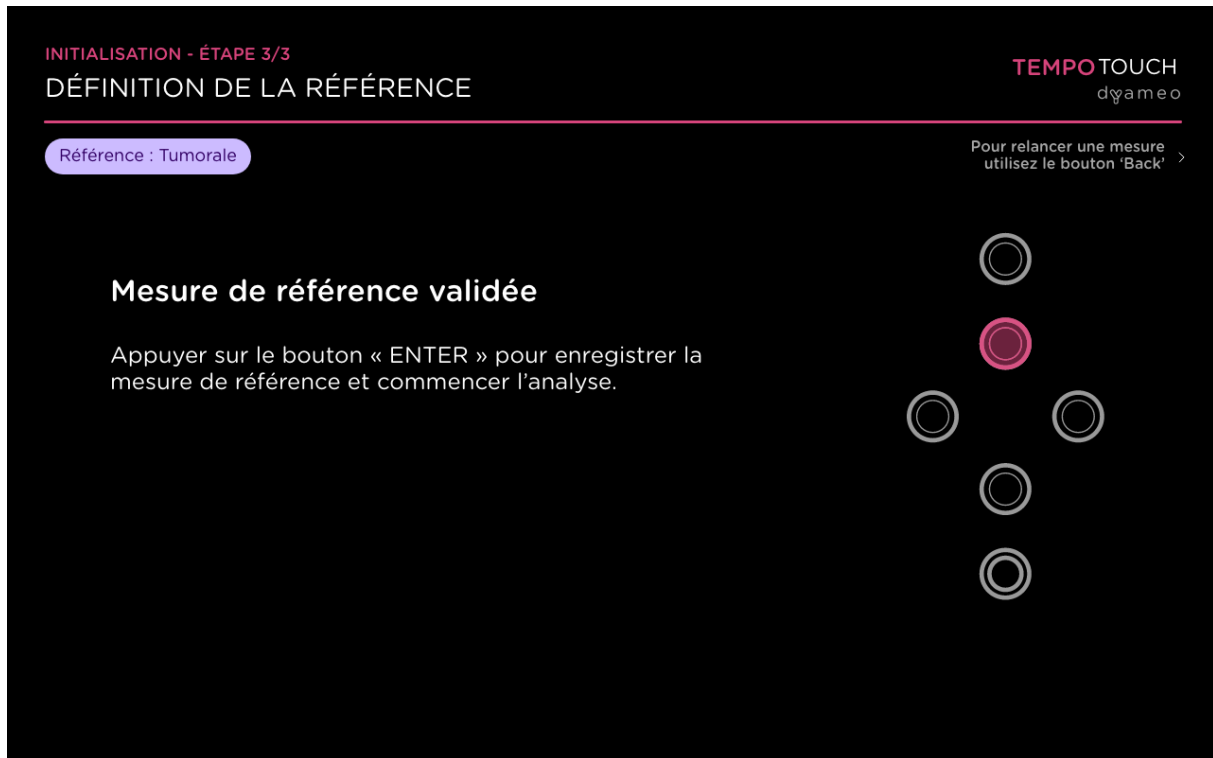 INITIALISATION - ÉTAPE 3/3
DÉFINITION DE LA RÉFÉRENCE
TEMPO TOUCH
dyameo
Référence : Tumorale
Pour relancer une mesure
utilisez le bouton ‘Back’
Mesure de référence validée
Appuyer sur le bouton « ENTER » pour enregistrer la
mesure de référence et commencer l’analyse.